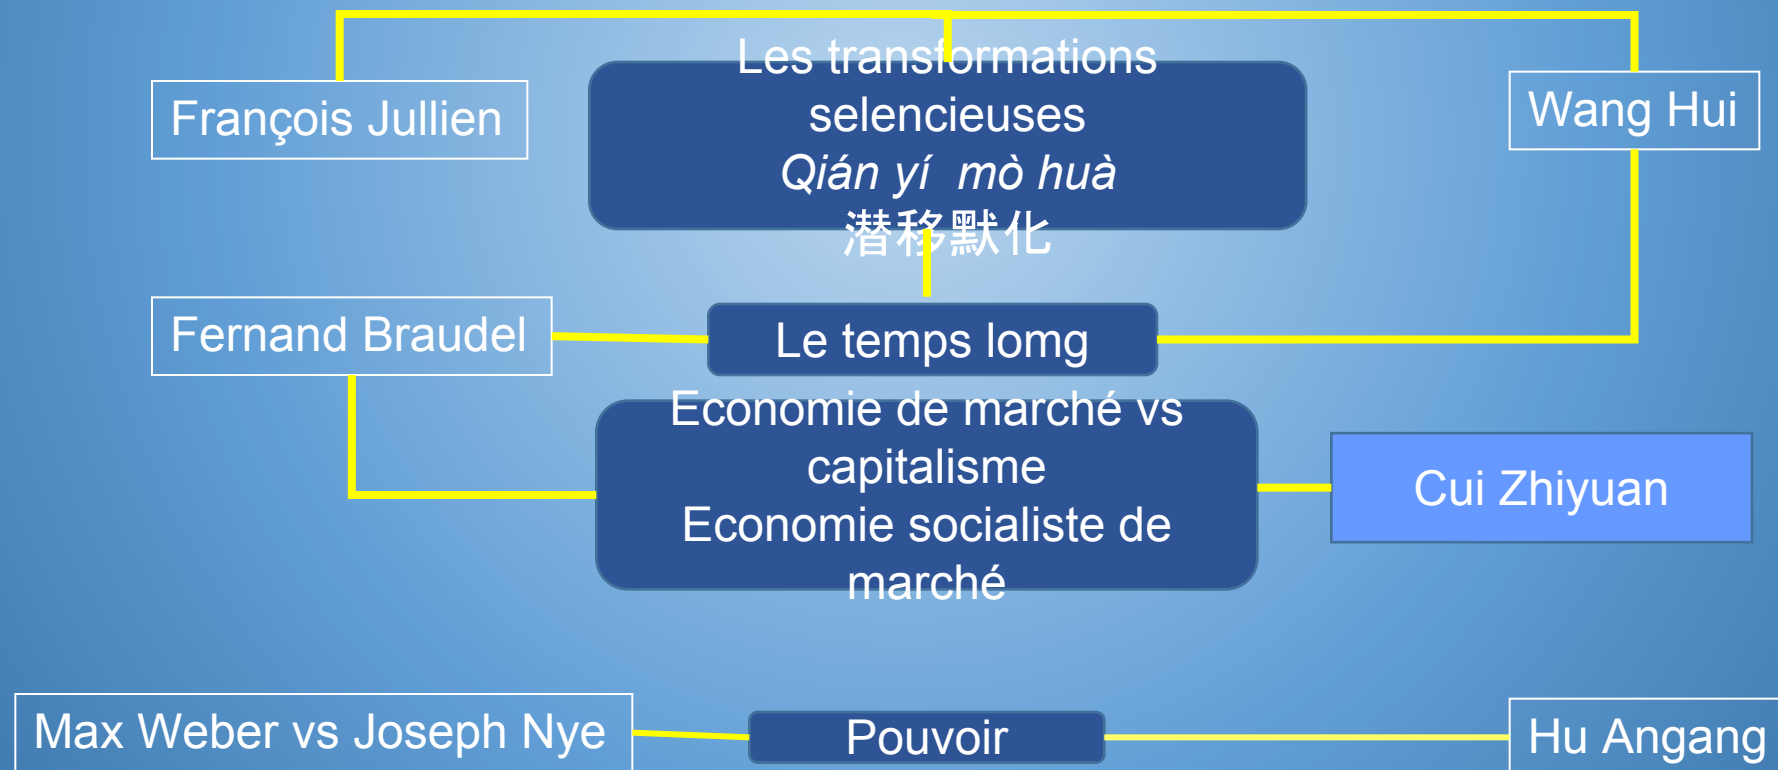 Les transformations
selencieuses
Qián yí mò huà
潜移默化
François Jullien
Wang Hui
Fernand Braudel
Le temps lomg
Economie de marché vs
capitalisme
Economie socialiste de
marché
Cui Zhiyuan
Max Weber vs Joseph Nye
Pouvoir
Hu Angang